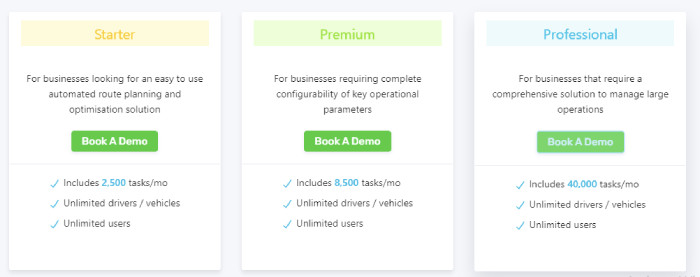 Starter
For businesses looking for an easy to use
automated route planning and
optimisation solution
Book A Demo
Includes 2,500 tasks/mo
Unlimited drivers / vehicles
Unlimited users
Premium
For businesses requiring complete
configurability of key operational
parameters
Book A Demo
Includes 8,500 tasks/mo
Unlimited drivers / vehicles
Unlimited users
Professional
For businesses that require a
comprehensive solution to manage large
operations
Book A Demo
Includes 40,000 tasks/mo
Unlimited drivers / vehicles
Unlimited users